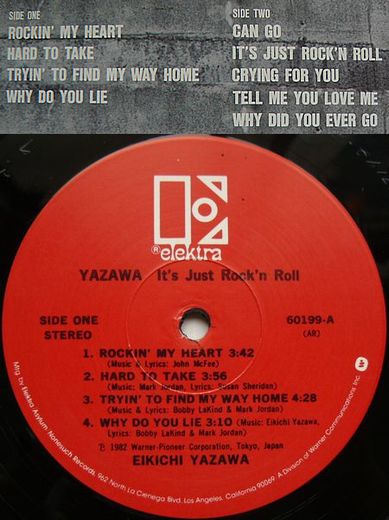 SIDE ONE
ROCKIN' MY HEART
HARD TO TAKE
TRYIN' TO FIND MY WAY HOME
WHY DO YOU LIE
SIDE TWO
CAN GO
IT'S JUST ROCK'N ROLL
CRYING FOR YOU
TELL ME YOU LOVE ME
WHY DID YOU EVER GO
® elektra
YAZAWA It's Just Rock'n Roll
SIDE ONE
STEREO
60199-A
(AR)
1. ROCKIN' MY HEART 3:42
(Music & Lyrics: John McFee)
2. HARD TO TAKE 3:56
(Music: Mark Jordan, Lyrics: Susan Sheridan)
3. TRYIN' TO FIND MY WAY HOME 4:28
(Music & Lyrics: Bobby LaKind & Mark Jordan)
4. WHY DO YOU LIE 3:10 (Music: Eikichi Yazawa,
Lyrics: Bobby LaKind & Mark Jordan)
℗ 1982 Warner-Pioneer Corporation, Tokyo, Japan
EIKICHI YAZAWA
Mfg. by Elektra/Asylum/Nonesuch Records, 962 North La Cienega Blvd. Los Angeles, California 90069 A Division of Warner Communications Inc.